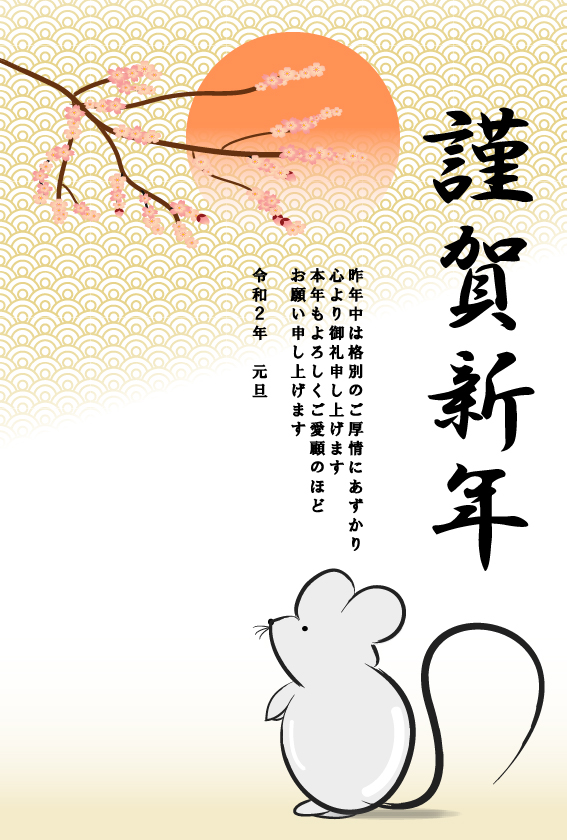 謹賀新年
昨年中は格別のご厚情にあずかり
心より御礼申し上げます
本年もよろしくご愛顧のほど
お願い申し上げます
令和２年　元旦